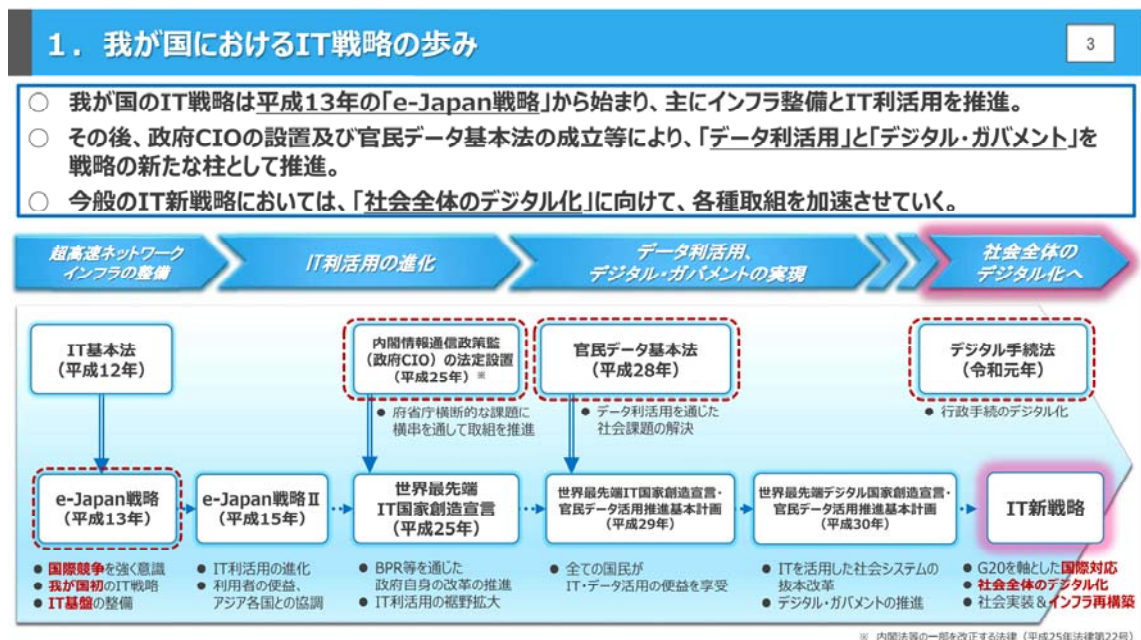 1. 我が国におけるIT戦略の歩み
3
○ 我が国のIT戦略は平成13年の「e-Japan戦略」から始まり、主にインフラ整備とIT利活用を推進。
○ その後、政府CIOの設置及び官民データ基本法の成立等により、「データ利活用」と「デジタル・ガバメント」を
戦略の新たな柱として推進。
○ 今般のIT新戦略においては、「社会全体のデジタル化」に向けて、各種取組を加速させていく。
超高速ネットワーク
インフラの整備
IT利活用の進化
データ利活用、
デジタル・ガバメントの実現
社会全体の
デジタル化へ
IT基本法
(平成12年)
内閣情報通信政策監
(政府CIO)の法定設置
(平成25年)※
● 府省庁横断的な課題に
横串を通して取組を推進
官民データ基本法
(平成28年)
● データ利活用を通じた
社会課題の解決
デジタル手続法
(令和元年)
● 行政手続のデジタル化
e-Japan戦略
(平成13年)
● 国際競争を強く意識
● 我が国初のIT戦略
● IT基盤の整備
e-Japan戦略Ⅱ
(平成15年)
● IT利活用の進化
● 利用者の便益、
アジア各国との協調
世界最先端
IT国家創造宣言
(平成25年)
● BPR等を通じた
政府自身の改革の推進
● IT利活用の裾野拡大
世界最先端IT国家創造宣言・
官民データ活用推進基本計画
(平成29年)
● 全ての国民が
IT・データ活用の便益を享受
世界最先端デジタル国家創造宣言・
官民データ活用推進基本計画
(平成30年)
● ITを活用した社会システムの
抜本改革
● デジタル・ガバメントの推進
IT新戦略
● G20を軸とした国際対応
● 社会全体のデジタル化
● 社会実装&インフラ再構築
※ 内閣法等の一部を改正する法律(平成25年法律第22号)